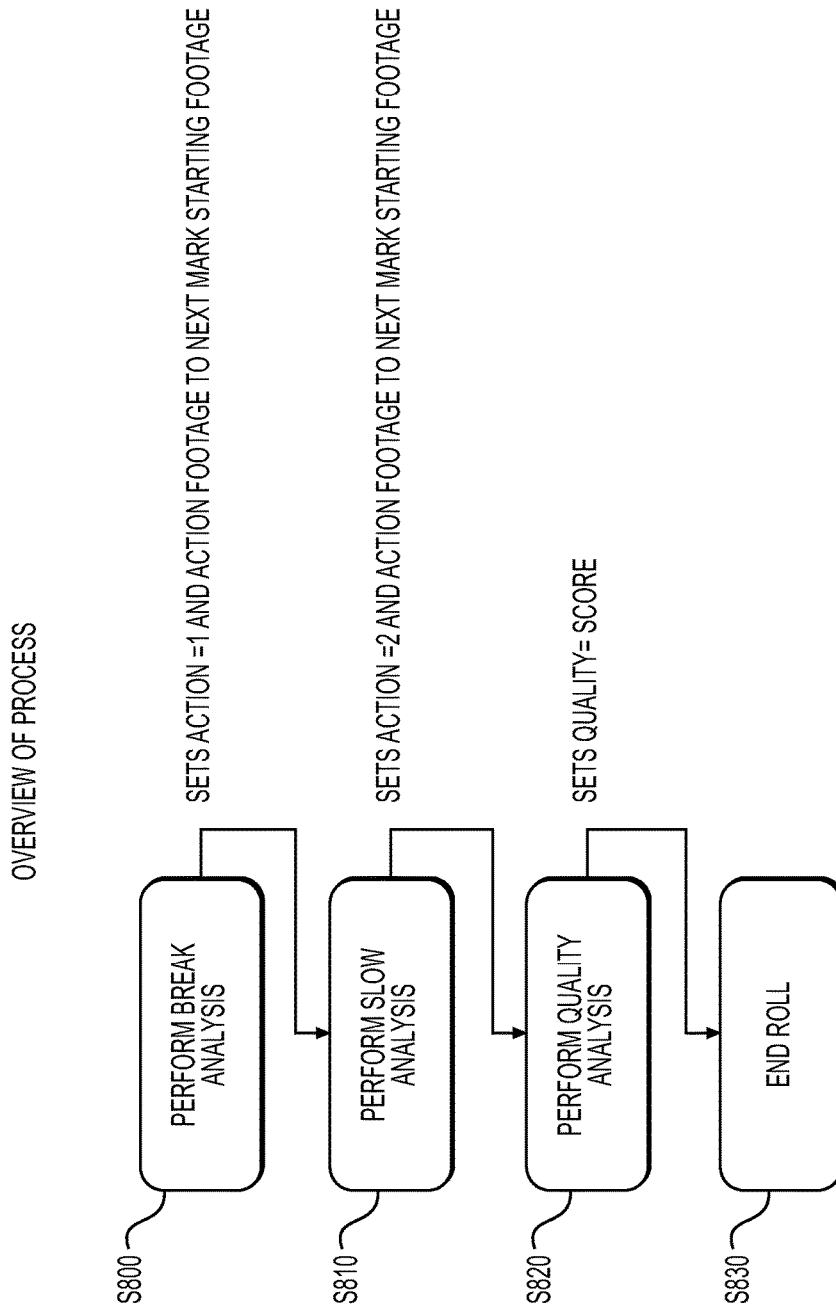 OVERVIEW OF PROCESS
S800
PERFORM BREAK
ANALYSIS
SETS ACTION =1 AND ACTION FOOTAGE TO NEXT MARK STARTING FOOTAGE
S810
PERFORM SLOW
ANALYSIS
SETS ACTION =2 AND ACTION FOOTAGE TO NEXT MARK STARTING FOOTAGE
S820
PERFORM QUALITY
ANALYSIS
SETS QUALITY= SCORE
S830
END ROLL